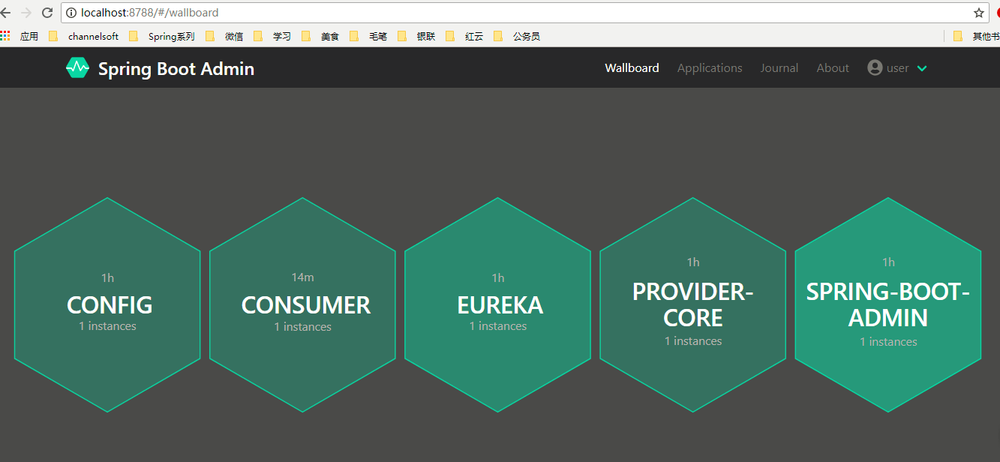 localhost:8788/#/wallboard
应用 channelsoft Spring系列 微信 学习 美食 毛笔 银联 红云 公务员 其他书
Spring Boot Admin Wallboard Applications Journal About user
1h
CONFIG
1 instances
14m
CONSUMER
1 instances
1h
EUREKA
1 instances
1h
PROVIDER-
CORE
1 instances
1h
SPRING-BOOT-
ADMIN
1 instances